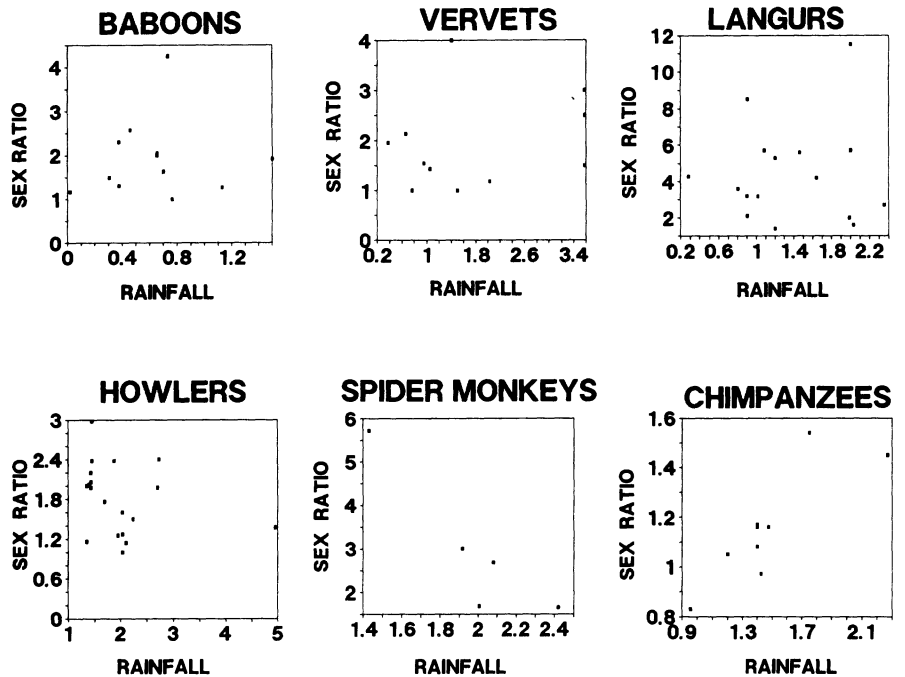 BABOONS
SEX RATIO
4
3
2
1
0
0 0.4 0.8 1.2
RAINFALL
VERVETS
SEX RATIO
4
3
2
1
0
0.2 1 1.8 2.6 3.4
RAINFALL
LANGURS
SEX RATIO
12
10
8
6
4
2
0.2 0.6 1 1.4 1.8 2.2
RAINFALL
HOWLERS
SEX RATIO
3
2.4
1.8
1.2
0.6
0
1 2 3 4 5
RAINFALL
SPIDER MONKEYS
SEX RATIO
6
5
4
3
2
1.4 1.6 1.8 2 2.2 2.4
RAINFALL
CHIMPANZEES
SEX RATIO
1.6
1.4
1.2
1
0.8
0.9 1.3 1.7 2.1
RAINFALL